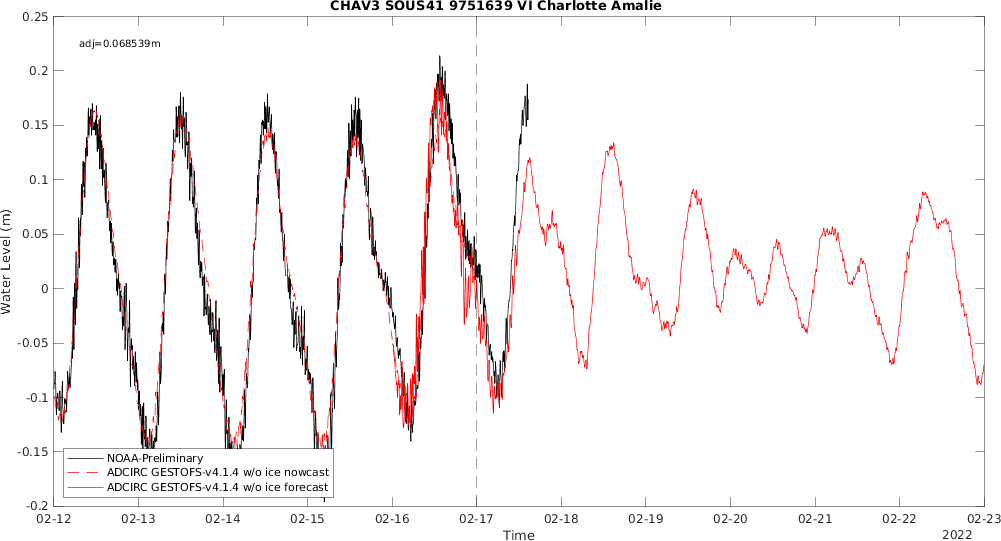 CHAV3 SOUS41 9751639 VI Charlotte Amalie
adj=0.068539m
0.25
0.2
0.15
0.1
0.05
0
-0.05
-0.1
-0.15
-0.2
Water Level (m)
NOAA-Preliminary
ADCIRC GESTOFS-v4.1.4 w/o ice nowcast
ADCIRC GESTOFS-v4.1.4 w/o ice forecast
02-12 02-13 02-14 02-15 02-16 02-17 02-18 02-19 02-20 02-21 02-22 02-23
Time
2022